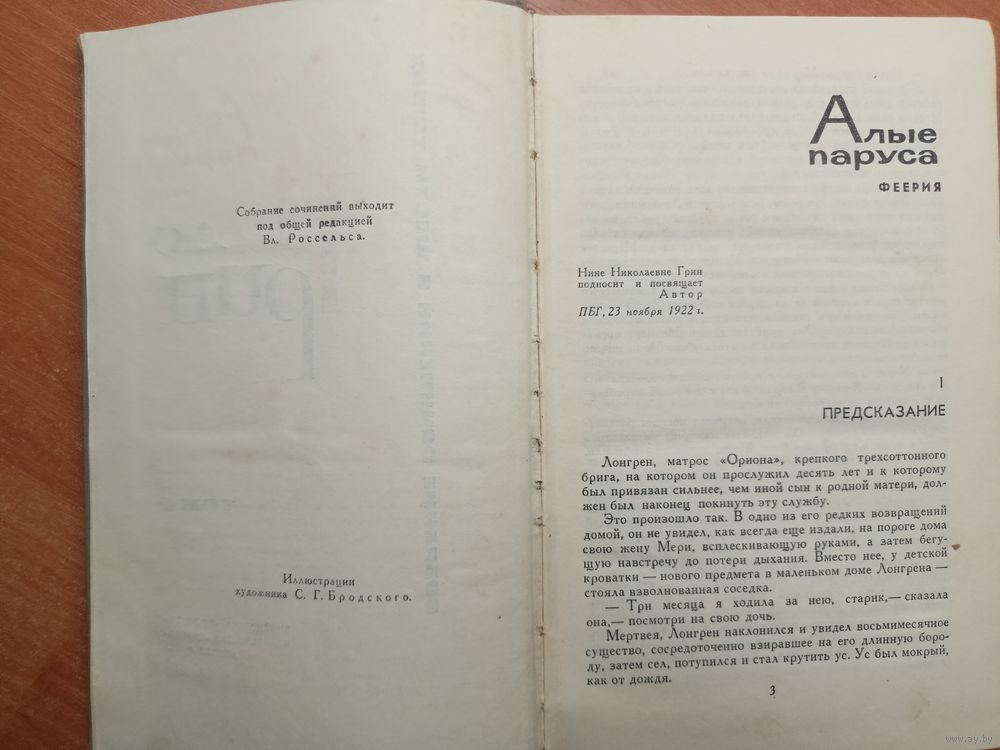 Собрание сочинений выходит
под общей редакцией
Вл. Россельса.
Иллюстрации
художника С. Г. Бродского.
Алые
паруса
ФЕЕРИЯ
Нине Николаевне Грин
подносит и посвящает
Автор
ПБГ, 23 ноября 1922 г.
I
ПРЕДСКАЗАНИЕ
Лонгрен, матрос «Ориона», крепкого трехсоттонного
брига, на котором он прослужил десять лет и к которому
был привязан сильнее, чем иной сын к родной матери, дол-
жен был наконец покинуть эту службу.
Это произошло так. В одно из его редких возвращений
домой, он не увидел, как всегда еще издали, на пороге дома
свою жену Мери, всплескивающую руками, а затем бегу-
щую навстречу до потери дыхания. Вместо нее, у детской
кроватки — нового предмета в маленьком доме Лонгрена —
стояла взволнованная соседка.
— Три месяца я ходила за нею, старик,— сказала
она,— посмотри на свою дочь.
Мертвея, Лонгрен наклонился и увидел восьмимесячное
существо, сосредоточенно взиравшее на его длинную боро-
ду, затем сел, потупился и стал крутить ус. Ус был мокрый,
как от дождя.
3
www.ay.by